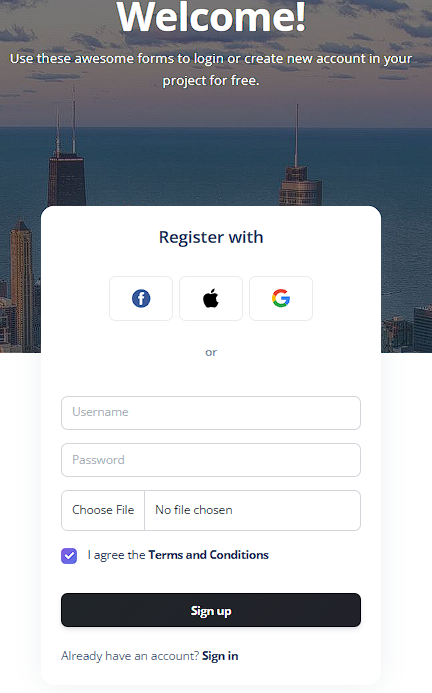 Welcome!
Use these awesome forms to login or create new account in your
project for free.
Register with
or
Username
Password
Choose File No file chosen
I agree the Terms and Conditions
Sign up
Already have an account? Sign in